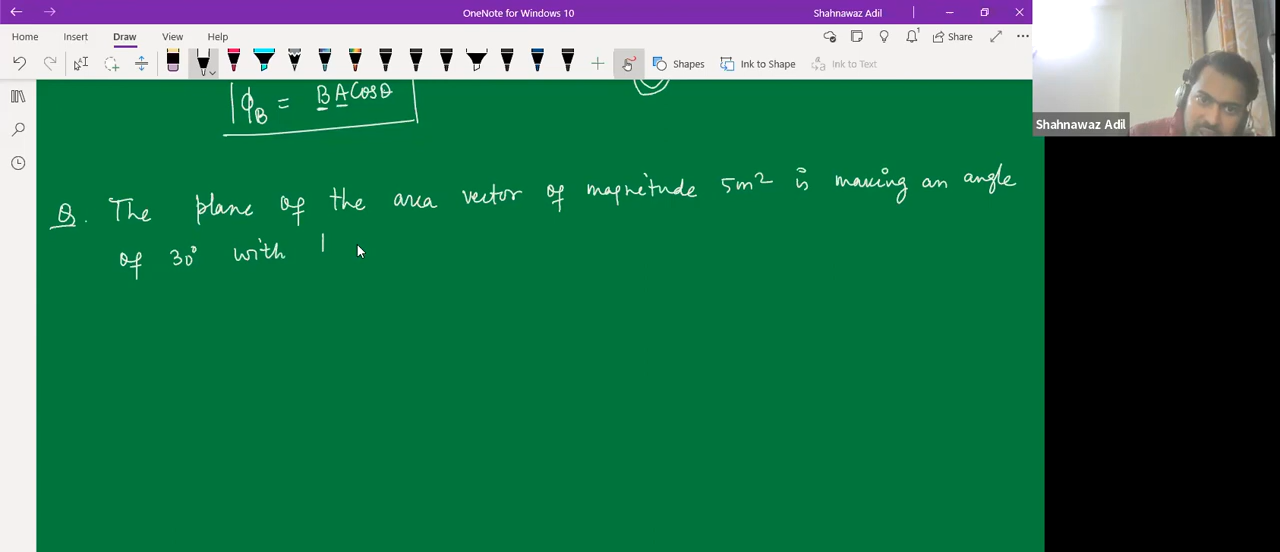 OneNote for Windows 10
Shahnawaz Adil
Home Insert Draw View Help
Share
Shapes
Ink to Shape
Ink to Text
Shahnawaz Adil
ϕB = BA Cosθ
Q. The plane of the area vector of magnitude 5m² is making an angle
of 30° with